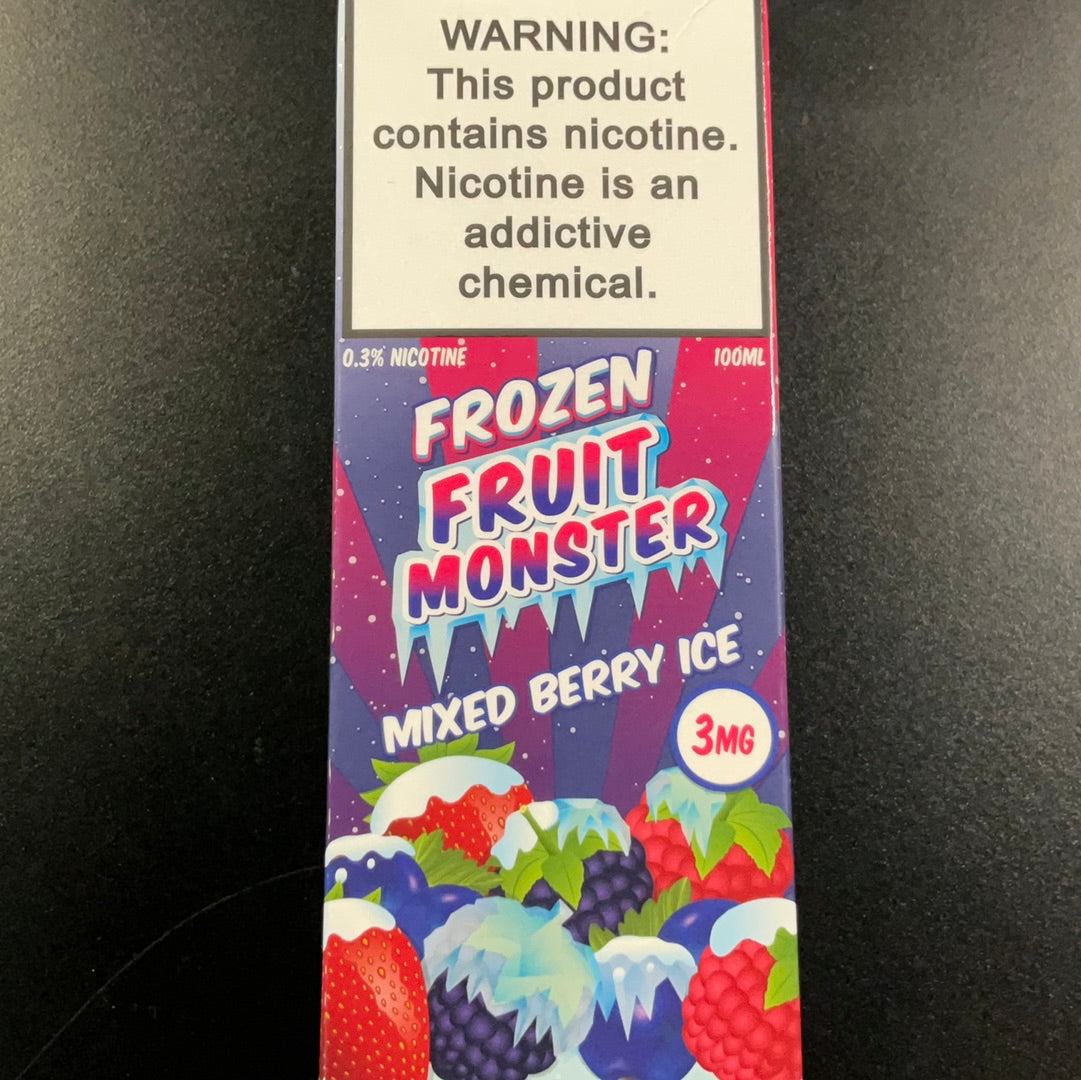 WARNING:
This product
contains nicotine.
Nicotine is an
addictive
chemical.
0.3% NICOTINE
100ML
FROZEN
FRUIT
MONSTER
MIXED BERRY ICE
3MG